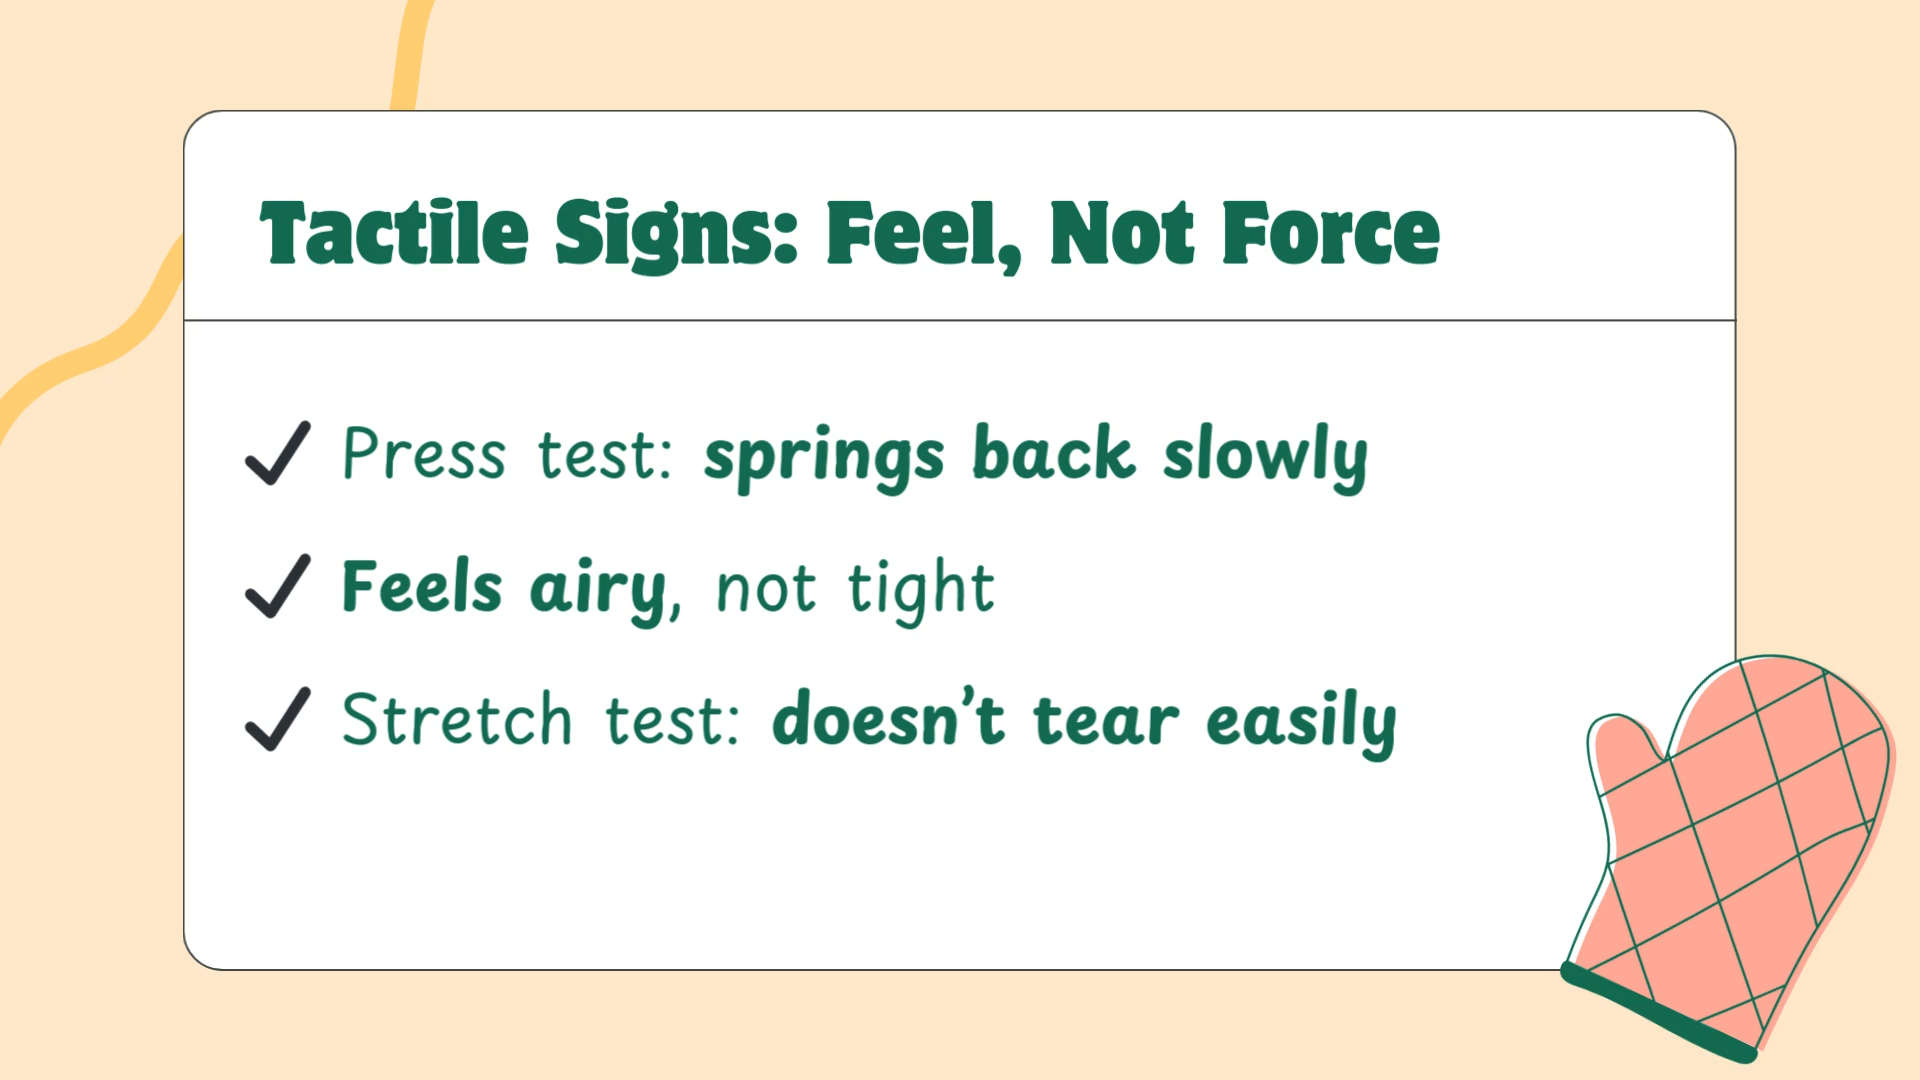 Tactile Signs: Feel, Not Force
Press test: springs back slowly
Feels airy, not tight
Stretch test: doesn’t tear easily